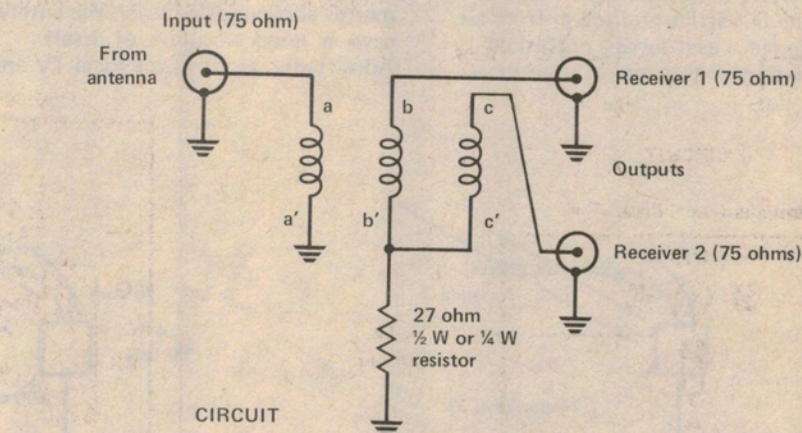 Input (75 ohm)
From
antenna
a
b
c
Receiver 1 (75 ohm)
Outputs
a′
b′
c′
Receiver 2 (75 ohms)
27 ohm
½ W or ¼ W
resistor
CIRCUIT